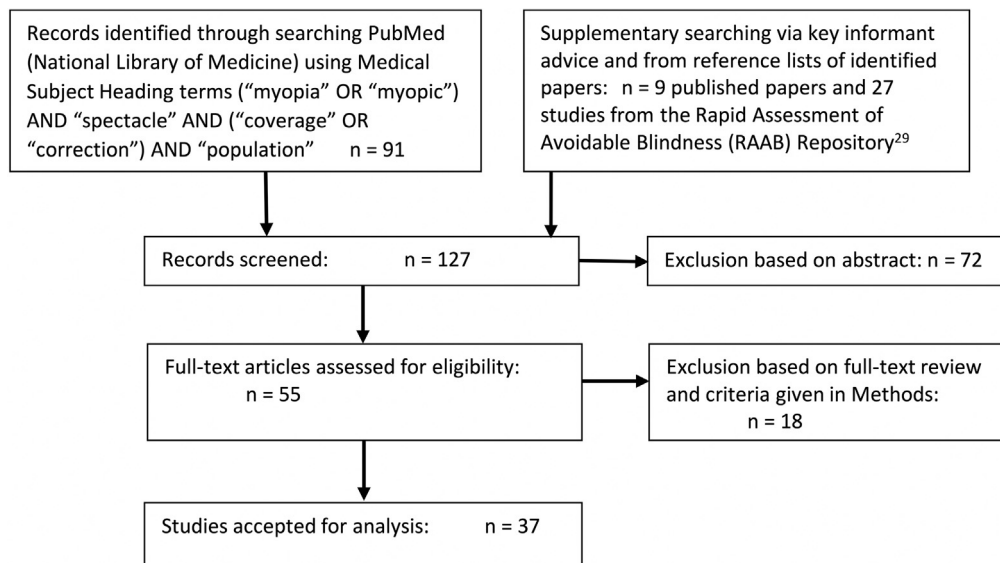 Records identified through searching PubMed
(National Library of Medicine) using Medical
Subject Heading terms (“myopia” OR “myopic”)
AND “spectacle” AND (“coverage” OR
“correction”) AND “population” n = 91
Supplementary searching via key informant
advice and from reference lists of identified
papers: n = 9 published papers and 27
studies from the Rapid Assessment of
Avoidable Blindness (RAAB) Repository29
Records screened: n = 127
Exclusion based on abstract: n = 72
Full-text articles assessed for eligibility:
n = 55
Exclusion based on full-text review
and criteria given in Methods:
n = 18
Studies accepted for analysis: n = 37